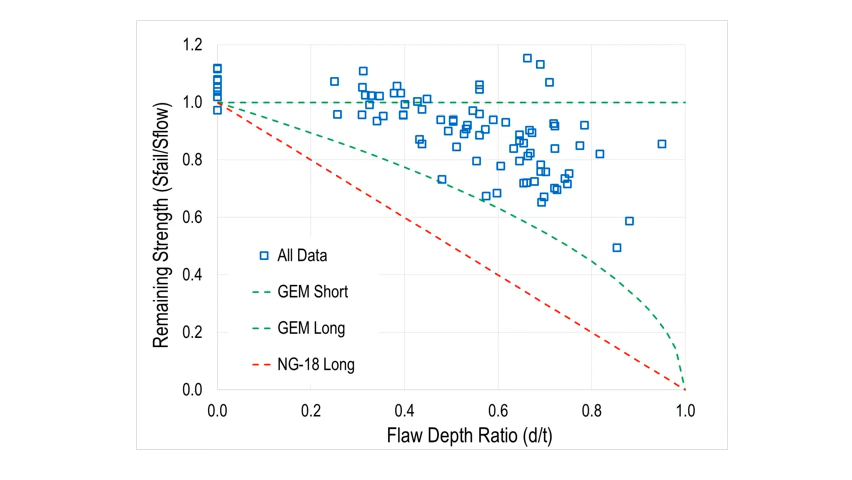 1.2
1.0
0.8
0.6
0.4
0.2
0.0
Remaining Strength (Sfail/Sflow)
All Data
GEM Short
GEM Long
NG-18 Long
0.0 0.2 0.4 0.6 0.8 1.0
Flaw Depth Ratio (d/t)